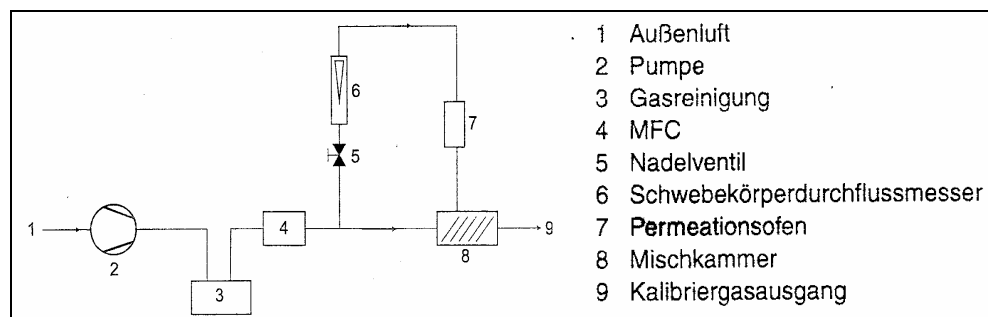 1 Außenluft
2 Pumpe
3 Gasreinigung
4 MFC
5 Nadelventil
6 Schwebekörperdurchflussmesser
7 Permeationsofen
8 Mischkammer
9 Kalibriergasausgang
1
2
3
4
5
6
7
8
9